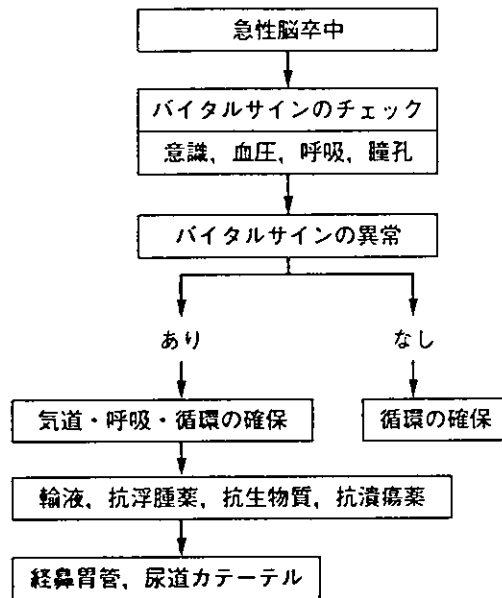 急性脳卒中
バイタルサインのチェック
意識，血圧，呼吸，瞳孔
バイタルサインの異常
あり
なし
気道・呼吸・循環の確保
循環の確保
輸液，抗浮腫薬，抗生物質，抗潰瘍薬
経鼻胃管，尿道カテーテル